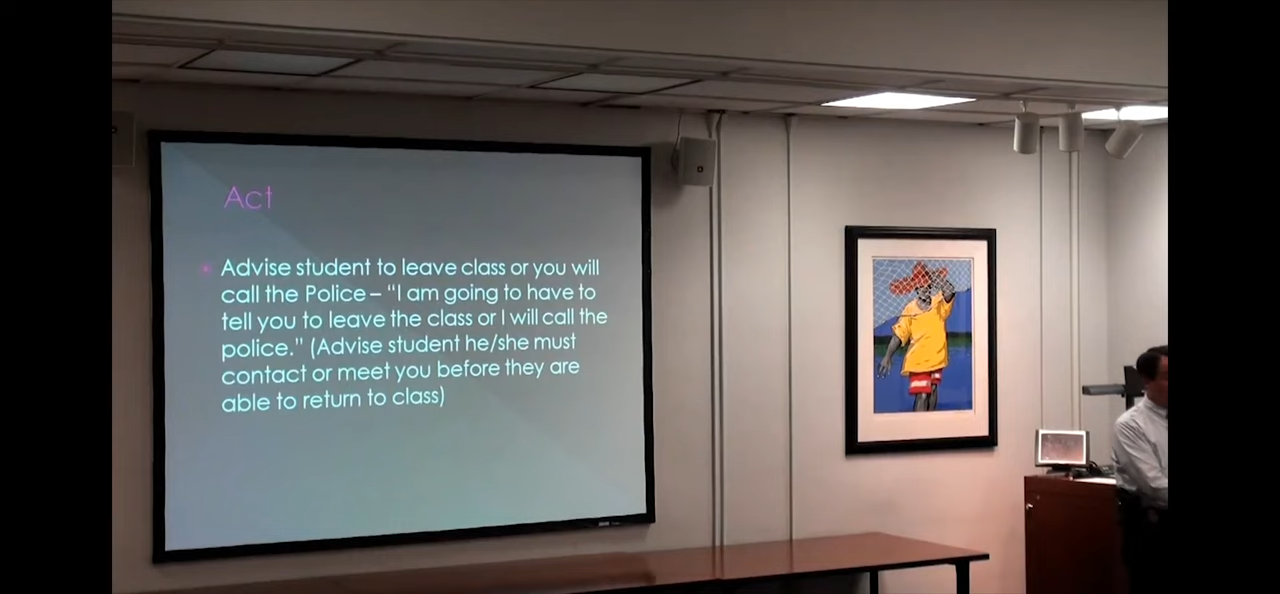 Act
Advise student to leave class or you will
call the Police – "I am going to have to
tell you to leave the class or I will call the
police." (Advise student he/she must
contact or meet you before they are
able to return to class)